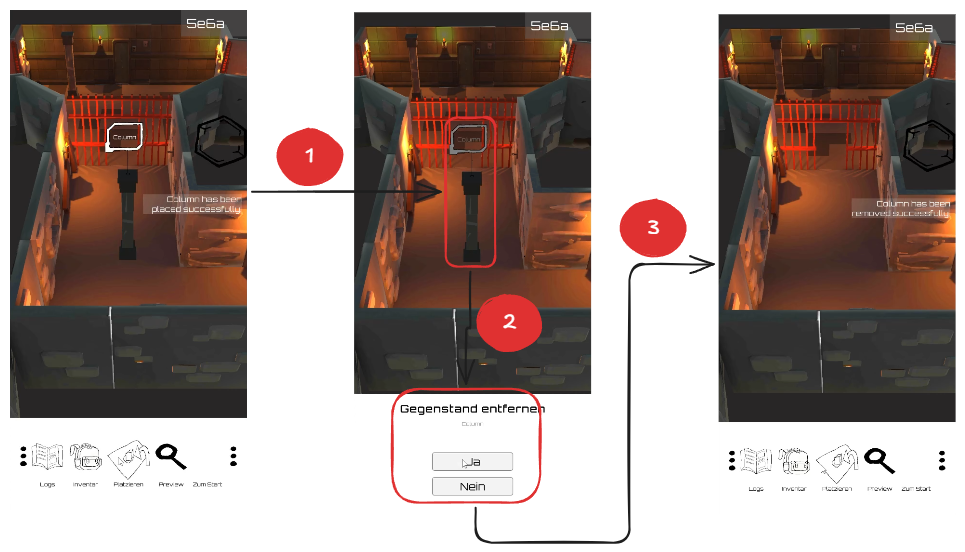 5e6a
Column
Column has been
placed successfully.
Logs
Inventar
Platzieren
Preview
Zum Start
1
5e6a
Column
2
Gegenstand entfernen
Column
Ja
Nein
3
5e6a
Column has been
removed successfully.
Logs
Inventar
Platzieren
Preview
Zum Start